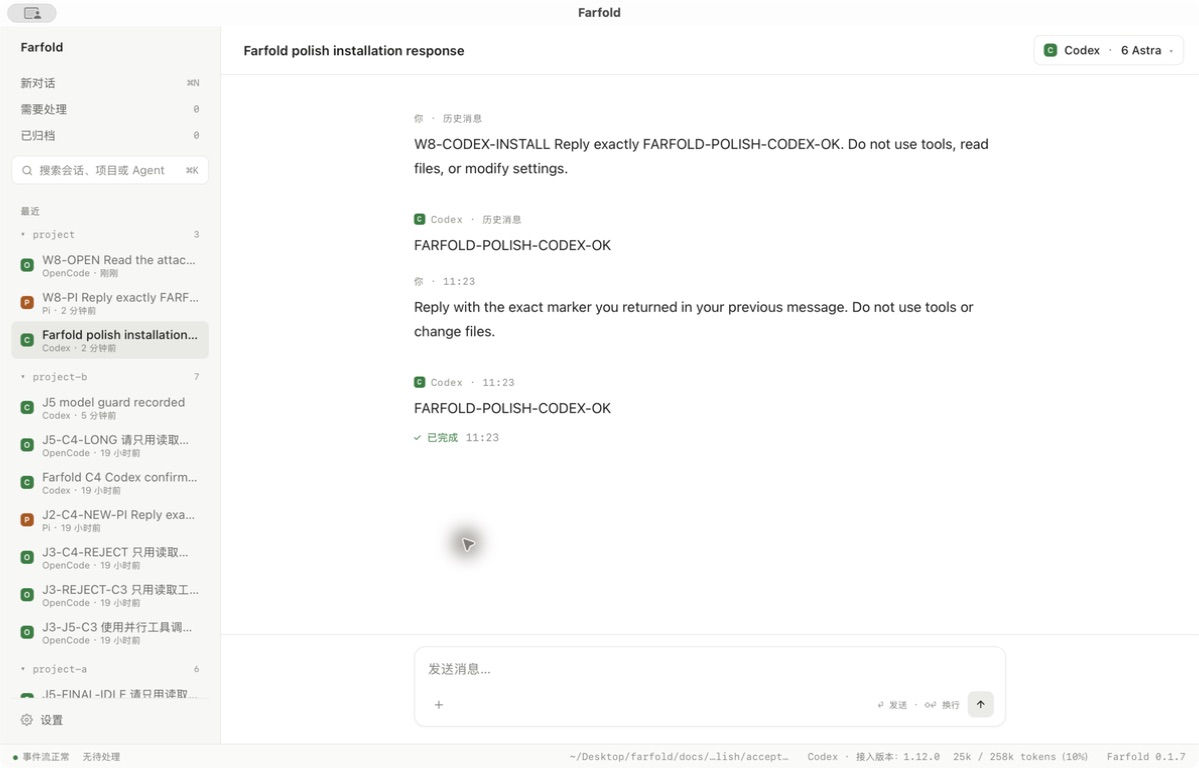 Farfold
Farfold
新对话 ⌘N
需要处理 0
已归档 0
搜索会话、项目或 Agent ⌘K
最近
project 3
O W8-OPEN Read the attac...
OpenCode · 刚刚
P W8-PI Reply exactly FARF...
Pi · 2 分钟前
C Farfold polish installation...
Codex · 2 分钟前
project-b 7
C J5 model guard recorded
Codex · 5 分钟前
O J5-C4-LONG 请只用读取...
OpenCode · 19 小时前
C Farfold C4 Codex confirm...
Codex · 19 小时前
P J2-C4-NEW-PI Reply exa...
Pi · 19 小时前
O J3-C4-REJECT 只用读取...
OpenCode · 19 小时前
O J3-REJECT-C3 只用读取工...
OpenCode · 19 小时前
O J3-J5-C3 使用并行工具调...
OpenCode · 19 小时前
project-a 6
J5-FINAL-IDLE 请只用读取...
设置
Farfold polish installation response
C Codex · 6 Astra
你 · 历史消息
W8-CODEX-INSTALL Reply exactly FARFOLD-POLISH-CODEX-OK. Do not use tools, read
files, or modify settings.
C Codex · 历史消息
FARFOLD-POLISH-CODEX-OK
你 · 11:23
Reply with the exact marker you returned in your previous message. Do not use tools or
change files.
C Codex · 11:23
FARFOLD-POLISH-CODEX-OK
✓ 已完成 11:23
发送消息...
+ ⏎ 发送 · ⇧⏎ 换行
事件流正常 无待处理 ~/Desktop/farfold/docs/…lish/accept… Codex · 接入版本: 1.12.0 25k / 258k tokens (10%) Farfold 0.1.7